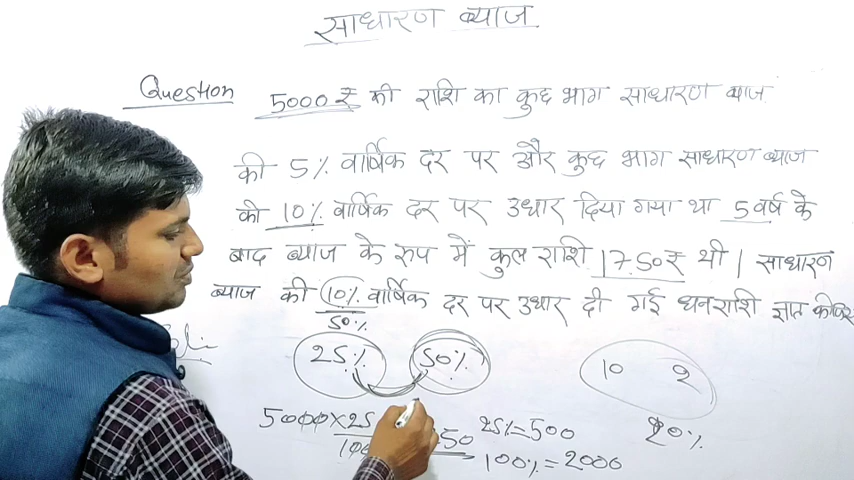 साधारण ब्याज
Question 5000 ₹ की राशि का कुछ भाग साधारण ब्याज
की 5% वार्षिक दर पर और कुछ भाग साधारण ब्याज
की 10% वार्षिक दर पर उधार दिया गया था 5 वर्ष के
बाद ब्याज के रुप में कुल राशि 1750 ₹ थी | साधारण
ब्याज की 10% वार्षिक दर पर उधार दी गई धनराशि ज्ञात कीजिए
50%
25% 50% 10 2
5000 × 25 50 25% = 500 20%
100 100% = 2000